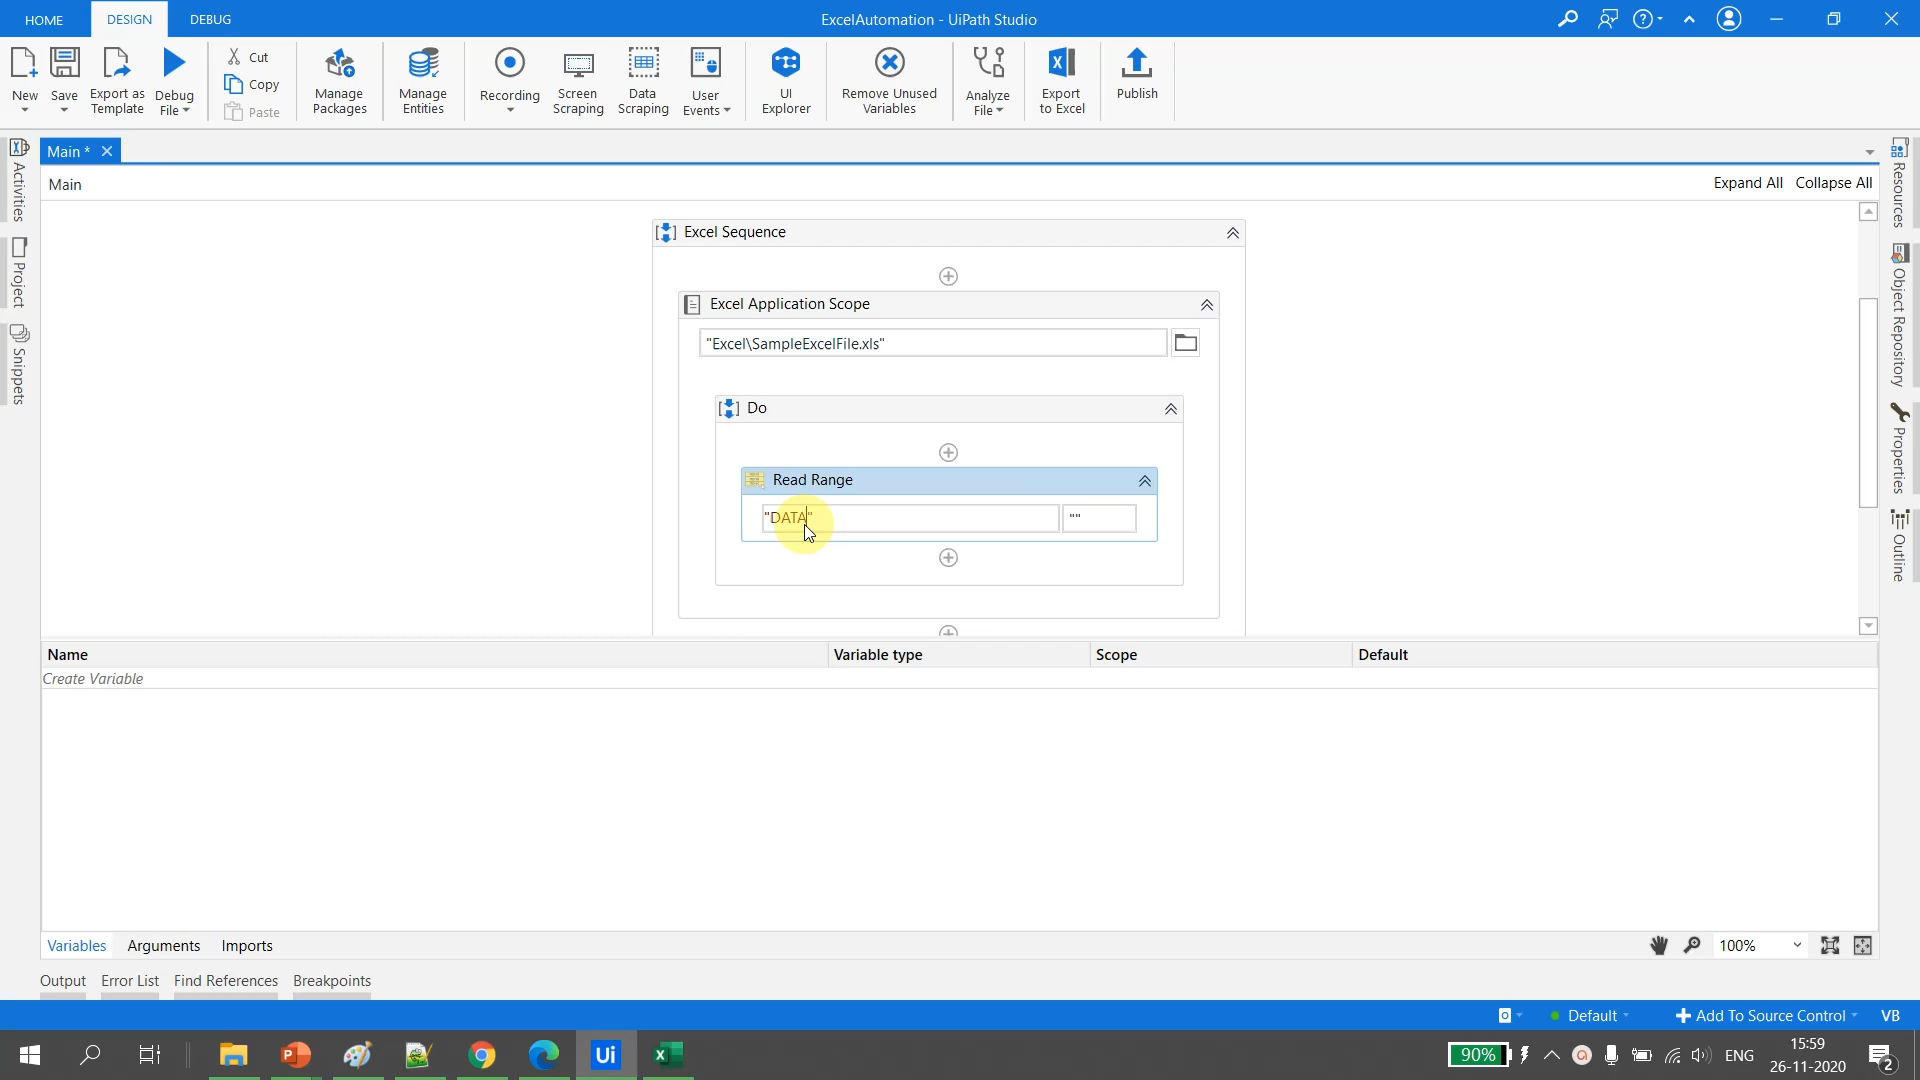 HOME
DESIGN
DEBUG
ExcelAutomation - UiPath Studio
New
Save
Export as
Template
Debug
File
Cut
Copy
Paste
Manage
Packages
Manage
Entities
Recording
Screen
Scraping
Data
Scraping
User
Events
UI
Explorer
Remove Unused
Variables
Analyze
File
Export
to Excel
Publish
Activities
Project
Snippets
Main *
Main
Expand All
Collapse All
Resources
Object Repository
Properties
Outline
Excel Sequence
Excel Application Scope
"Excel\SampleExcelFile.xls"
Do
Read Range
"DATA"
""
Name
Variable type
Scope
Default
Create Variable
Variables
Arguments
Imports
100%
Output
Error List
Find References
Breakpoints
Default
Add To Source Control
VB
Ui
90%
ENG
15:59
26-11-2020
2